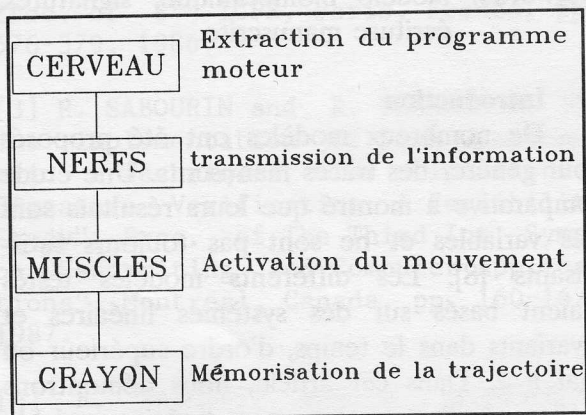 CERVEAU Extraction du programme
moteur
NERFS transmission de l'information
MUSCLES Activation du mouvement
CRAYON Mémorisation de la trajectoire